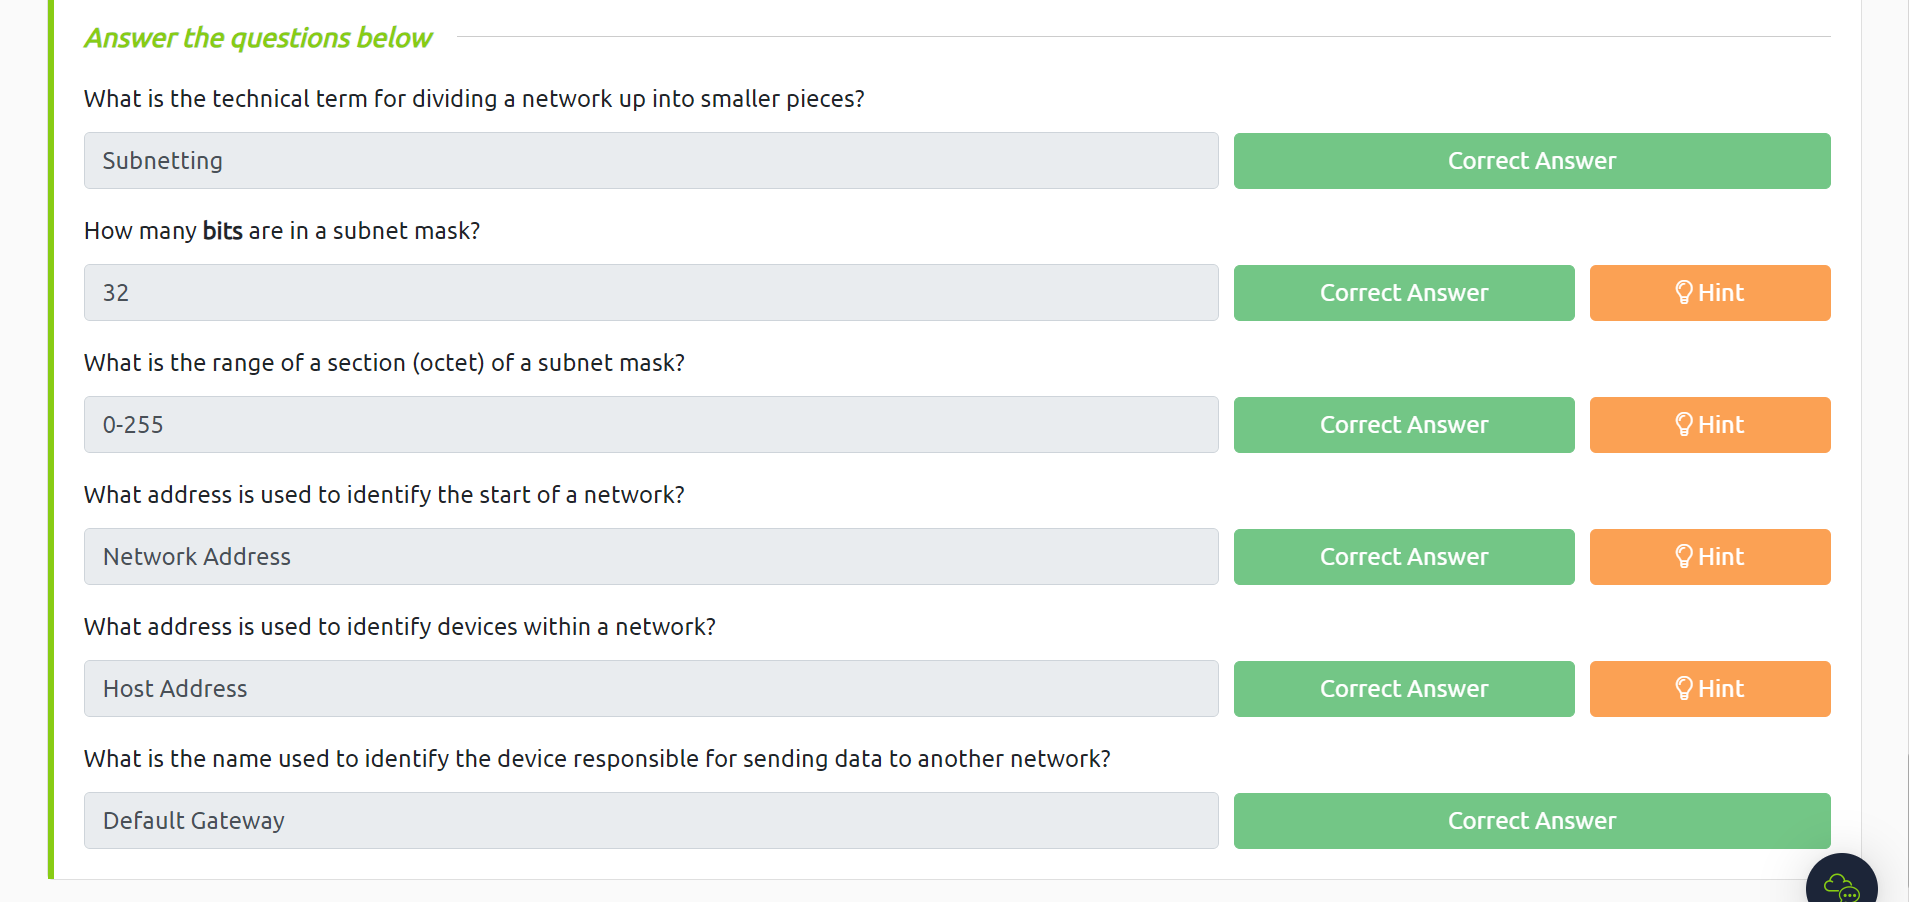 Answer the questions below
What is the technical term for dividing a network up into smaller pieces?
Subnetting
Correct Answer
How many bits are in a subnet mask?
32
Correct Answer
Hint
What is the range of a section (octet) of a subnet mask?
0-255
Correct Answer
Hint
What address is used to identify the start of a network?
Network Address
Correct Answer
Hint
What address is used to identify devices within a network?
Host Address
Correct Answer
Hint
What is the name used to identify the device responsible for sending data to another network?
Default Gateway
Correct Answer